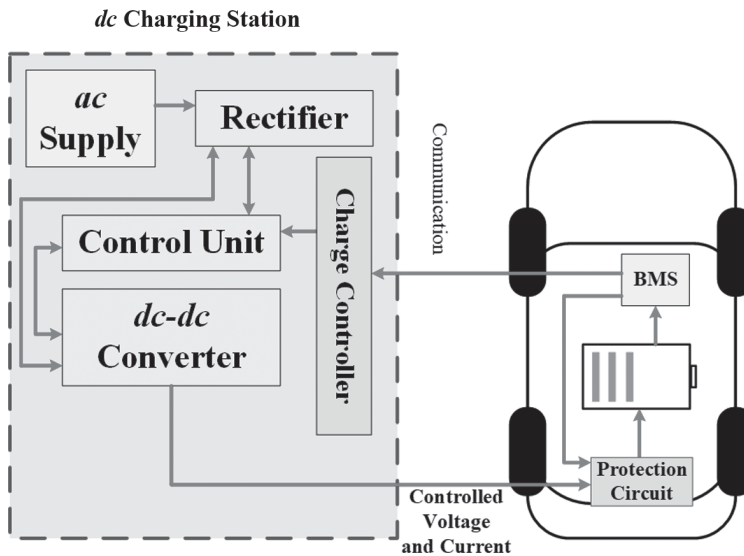 dc Charging Station
ac
Supply
Rectifier
Communication
Charge Controller
Control Unit
BMS
dc-dc
Converter
Protection
Circuit
Controlled
Voltage
and Current